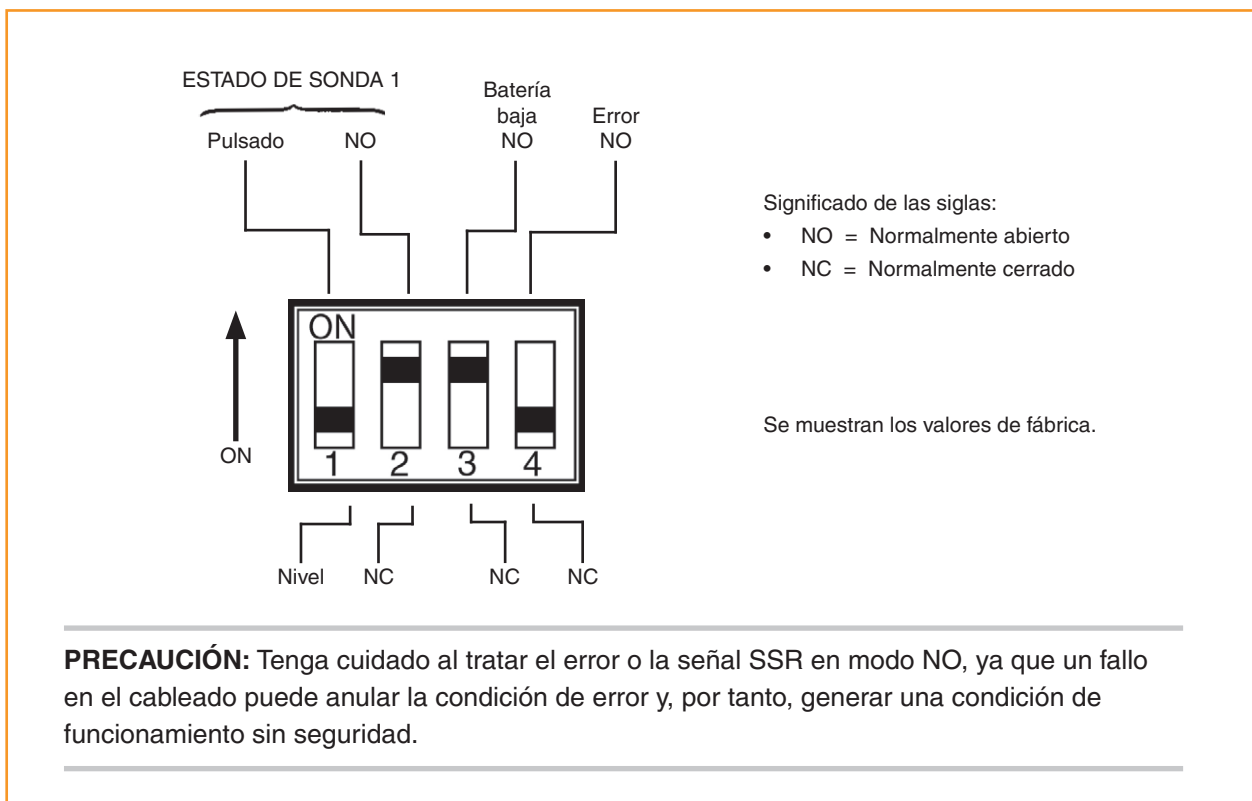 ESTADO DE SONDA 1
Pulsado
NO
Batería
baja
NO
Error
NO
Significado de las siglas:
• NO = Normalmente abierto
• NC = Normalmente cerrado
ON
1 2 3 4
ON
Se muestran los valores de fábrica.
Nivel
NC
NC
NC
PRECAUCIÓN: Tenga cuidado al tratar el error o la señal SSR en modo NO, ya que un fallo
en el cableado puede anular la condición de error y, por tanto, generar una condición de
funcionamiento sin seguridad.